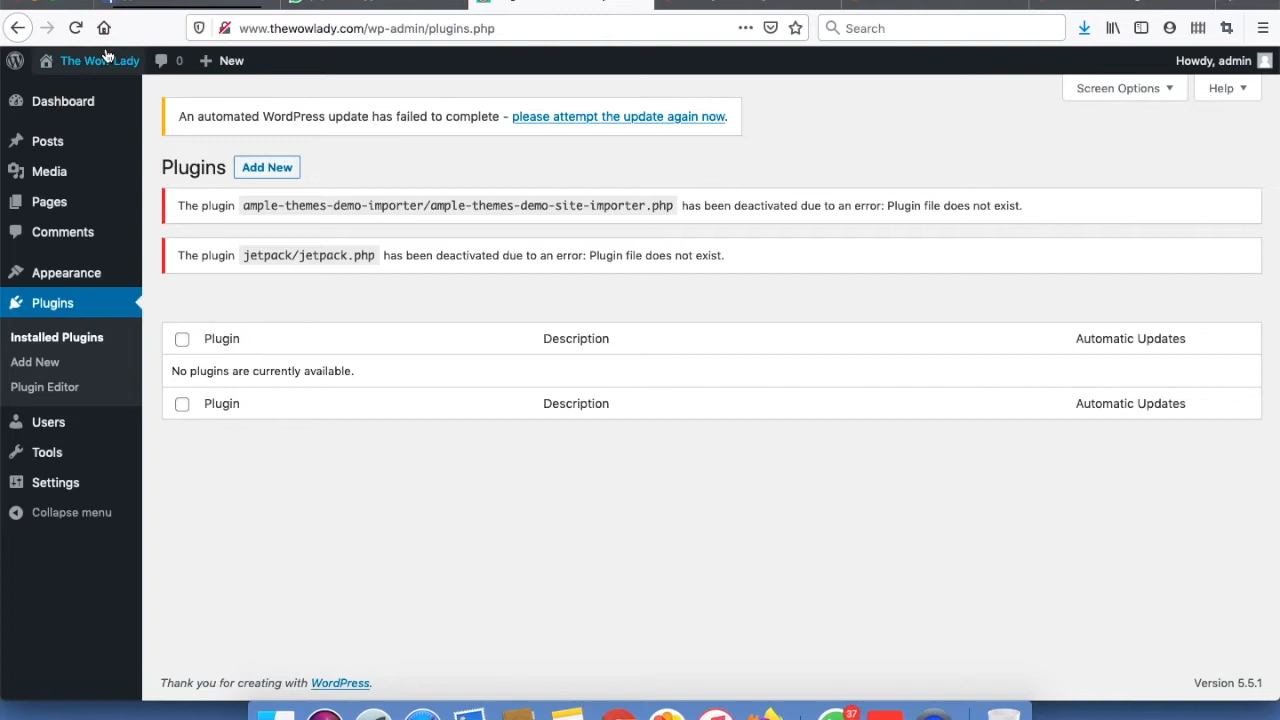 www.thewowlady.com/wp-admin/plugins.php
Search
The Wow Lady
0
New
Howdy, admin
Dashboard
Posts
Media
Pages
Comments
Appearance
Plugins
Installed Plugins
Add New
Plugin Editor
Users
Tools
Settings
Collapse menu
Screen Options
Help
An automated WordPress update has failed to complete - please attempt the update again now.
Plugins
Add New
The plugin ample-themes-demo-importer/ample-themes-demo-site-importer.php has been deactivated due to an error: Plugin file does not exist.
The plugin jetpack/jetpack.php has been deactivated due to an error: Plugin file does not exist.
Plugin Description Automatic Updates
No plugins are currently available.
Plugin Description Automatic Updates
Thank you for creating with WordPress.
Version 5.5.1
37